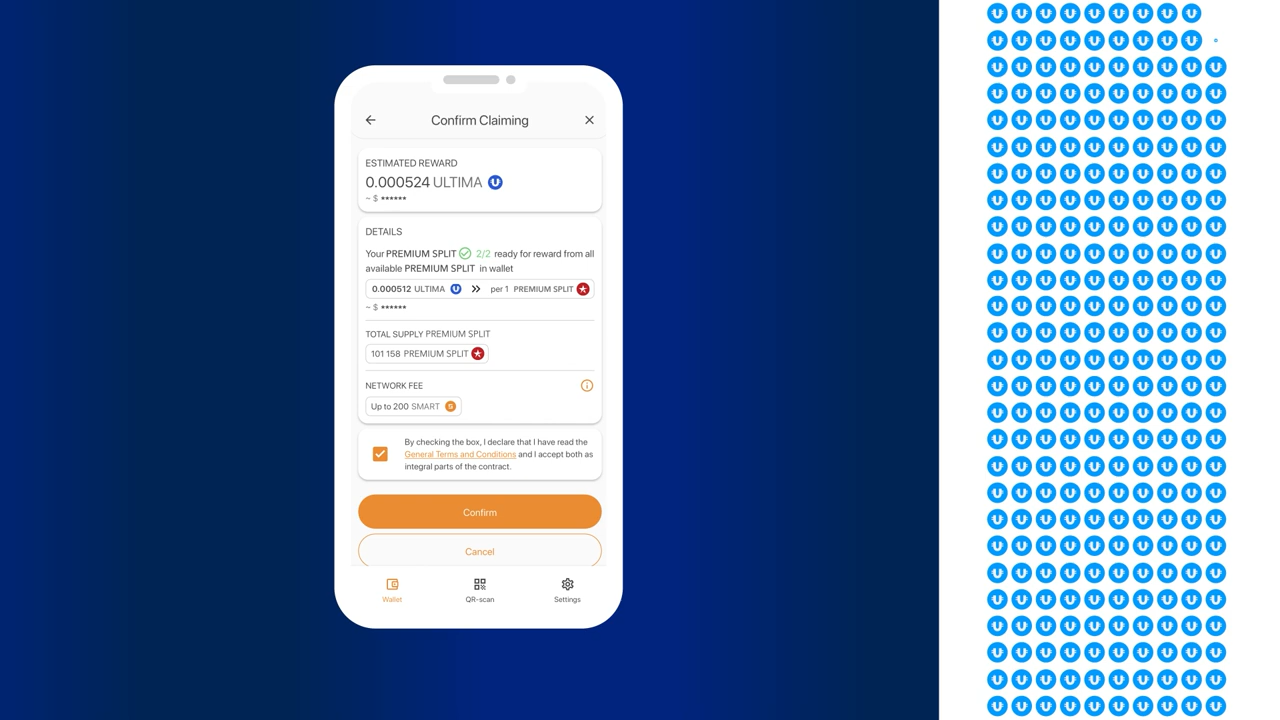 Confirm Claiming
ESTIMATED REWARD
0.000524 ULTIMA
~ $ ******
DETAILS
Your PREMIUM SPLIT 2/2 ready for reward from all
available PREMIUM SPLIT in wallet
0.000512 ULTIMA » per 1 PREMIUM SPLIT
~ $ ******
TOTAL SUPPLY PREMIUM SPLIT
101 158 PREMIUM SPLIT
NETWORK FEE
Up to 200 SMART
By checking the box, I declare that I have read the
General Terms and Conditions and I accept both as
integral parts of the contract.
Confirm
Cancel
Wallet QR-scan Settings